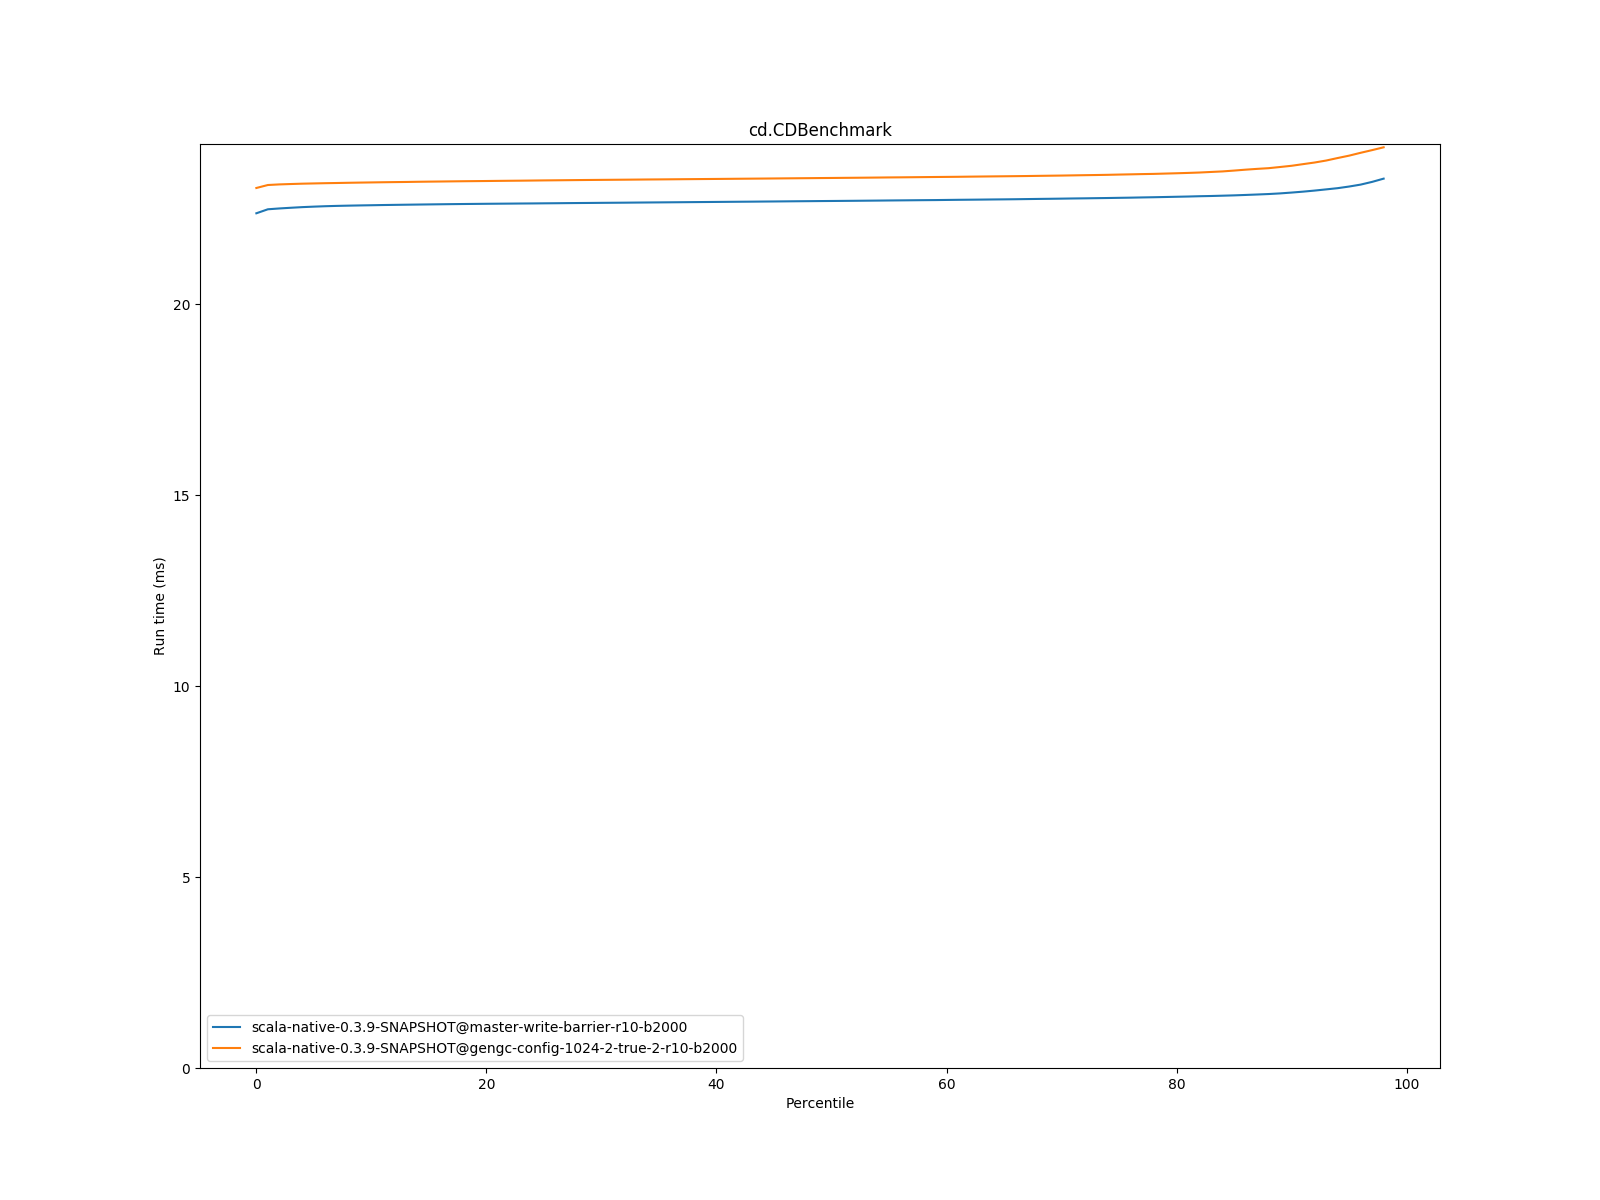 cd.CDBenchmark
20
15
10
5
0
Run time (ms)
scala-native-0.3.9-SNAPSHOT@master-write-barrier-r10-b2000
scala-native-0.3.9-SNAPSHOT@gengc-config-1024-2-true-2-r10-b2000
0 20 40 60 80 100
Percentile